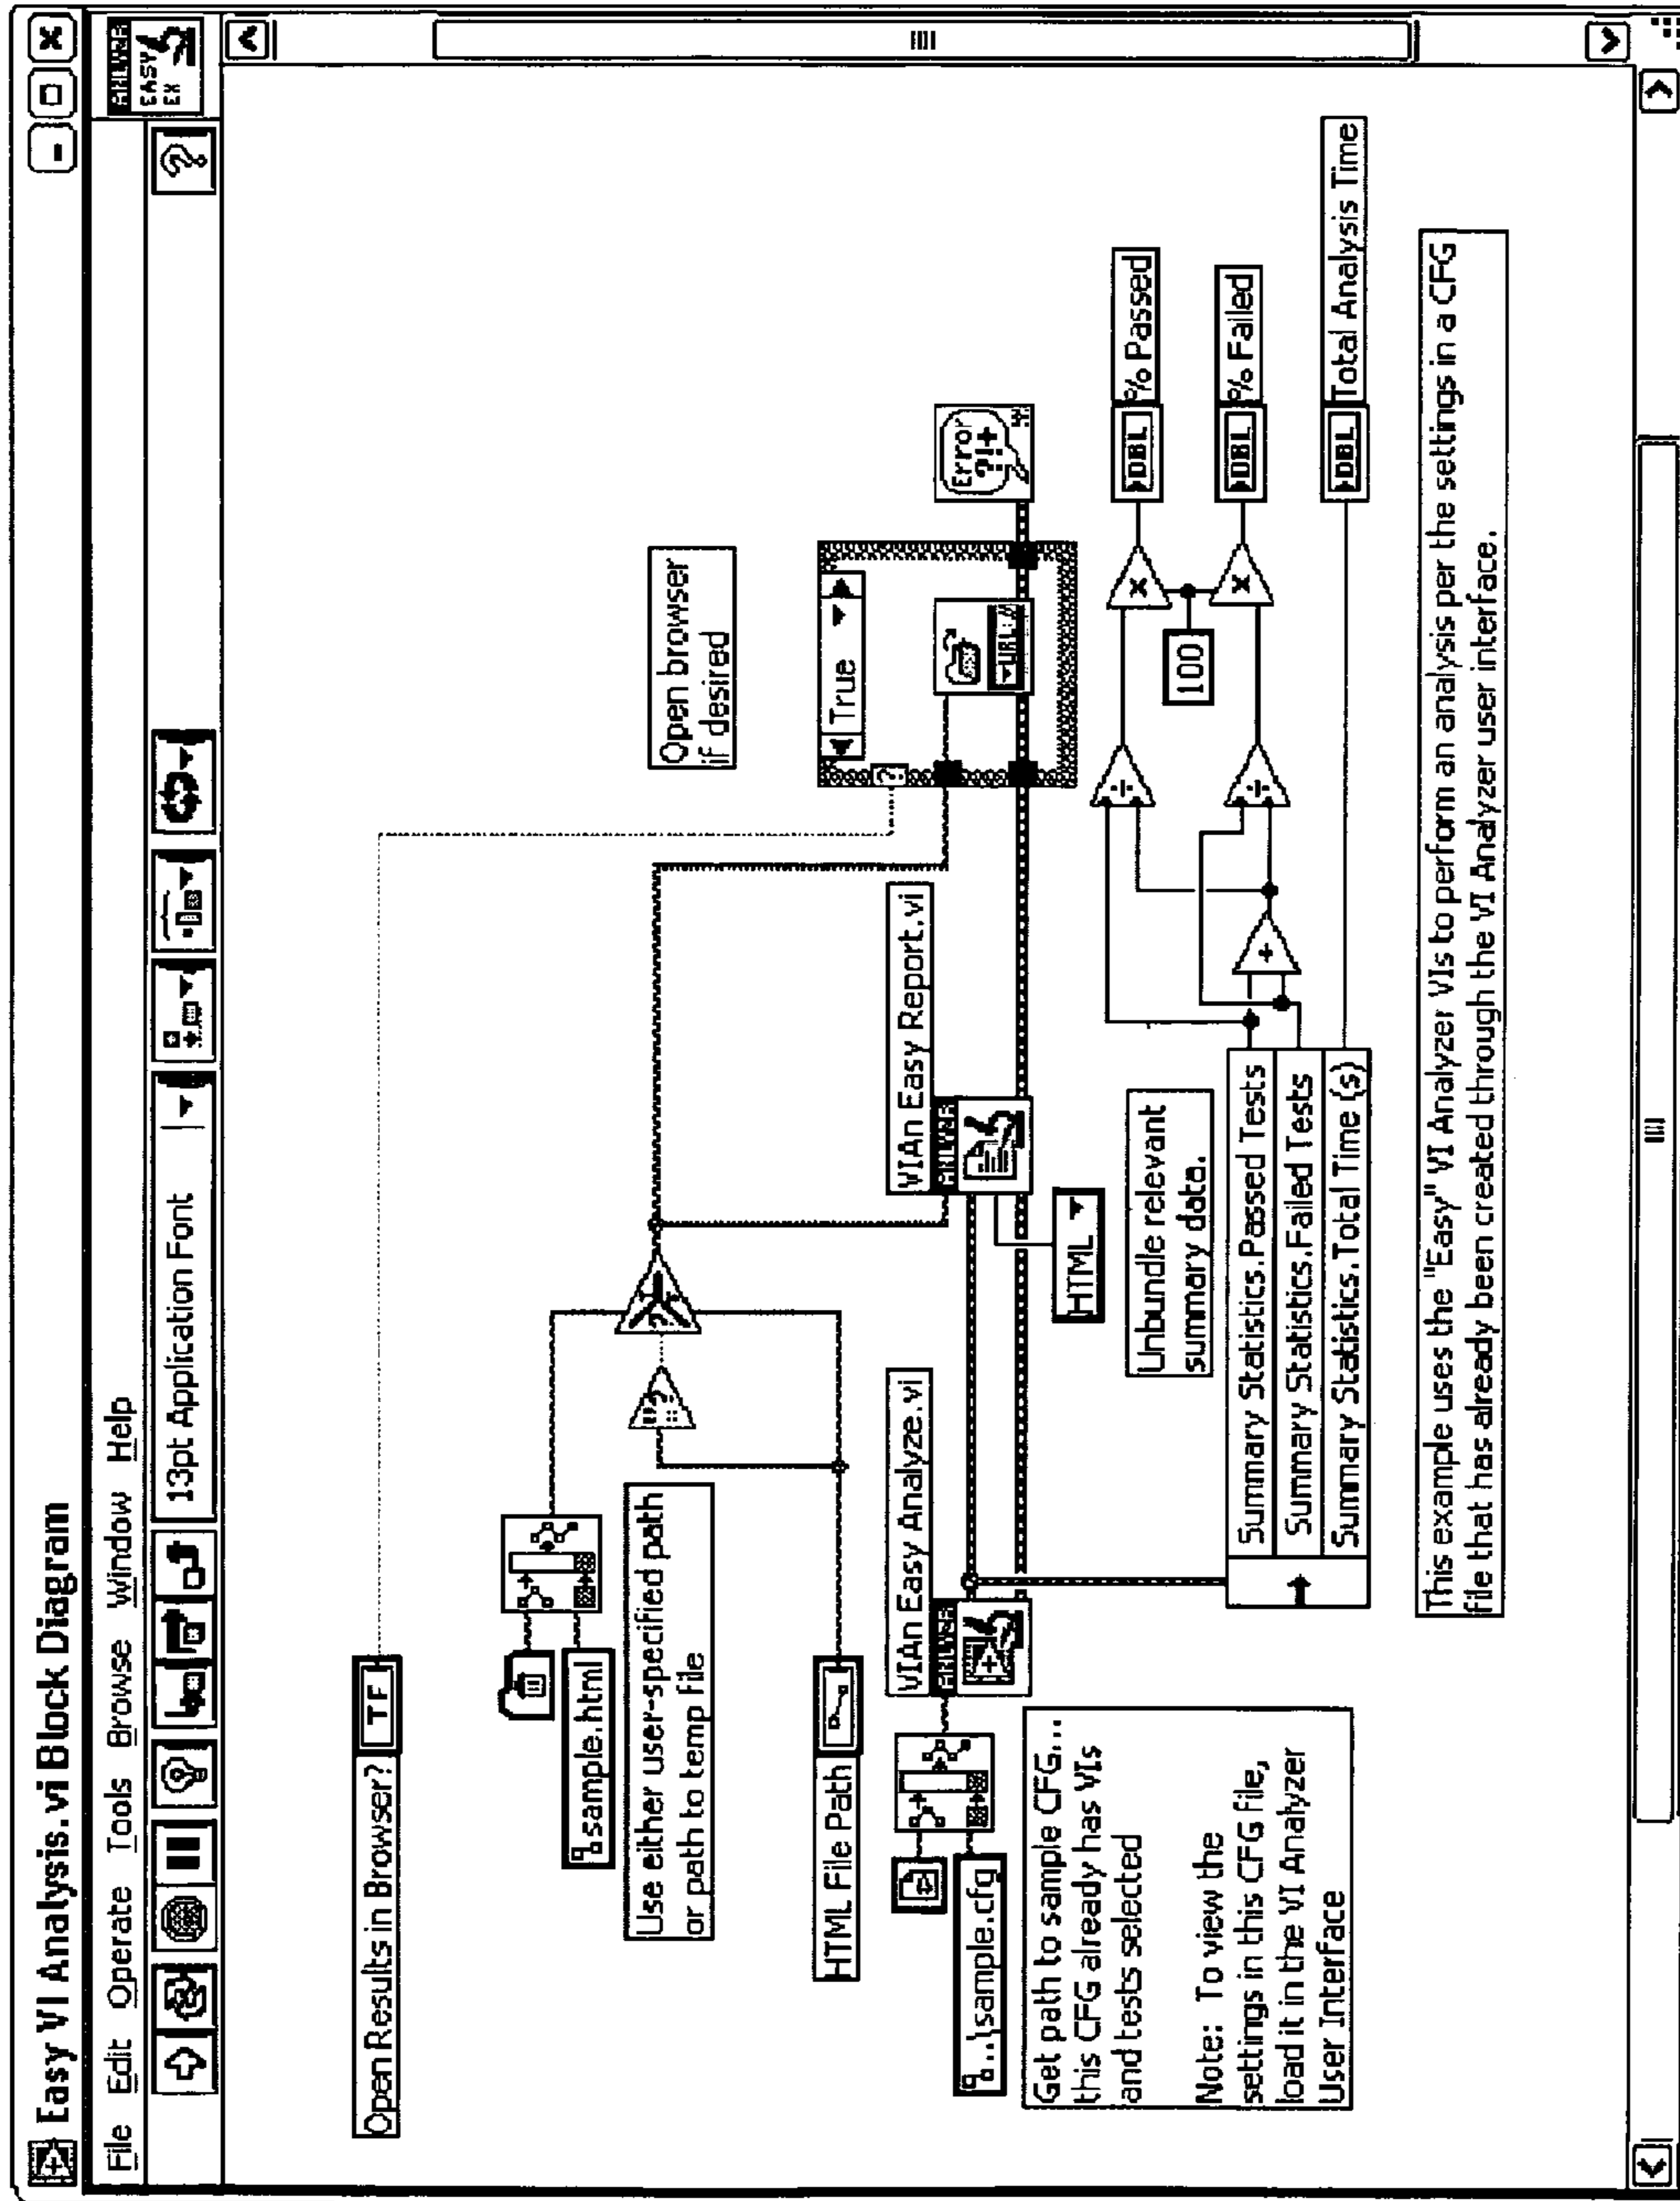 Easy VI Analysis.vi Block Diagram
File Edit Operate Tools Browse Window Help
13pt Application Font
EASY
EX
Open Results in Browser?
TF
sample.html
Use either user-specified path
or path to temp file
HTML File Path
Open browser
if desired
True
VIAn Easy Analyze.vi
VIAn Easy Report.vi
URL
Error
?!+
..\sample.cfg
HTML
Get path to sample CFG...
this CFG already has VIs
and tests selected
Note: To view the
settings in this CFG file,
load it in the VI Analyzer
User Interface
Unbundle relevant
summary data.
Summary Statistics.Passed Tests
Summary Statistics.Failed Tests
Summary Statistics.Total Time (s)
100
DBL
% Passed
DBL
% Failed
DBL
Total Analysis Time
This example uses the "Easy" VI Analyzer VIs to perform an analysis per the settings in a CFG
file that has already been created through the VI Analyzer user interface.